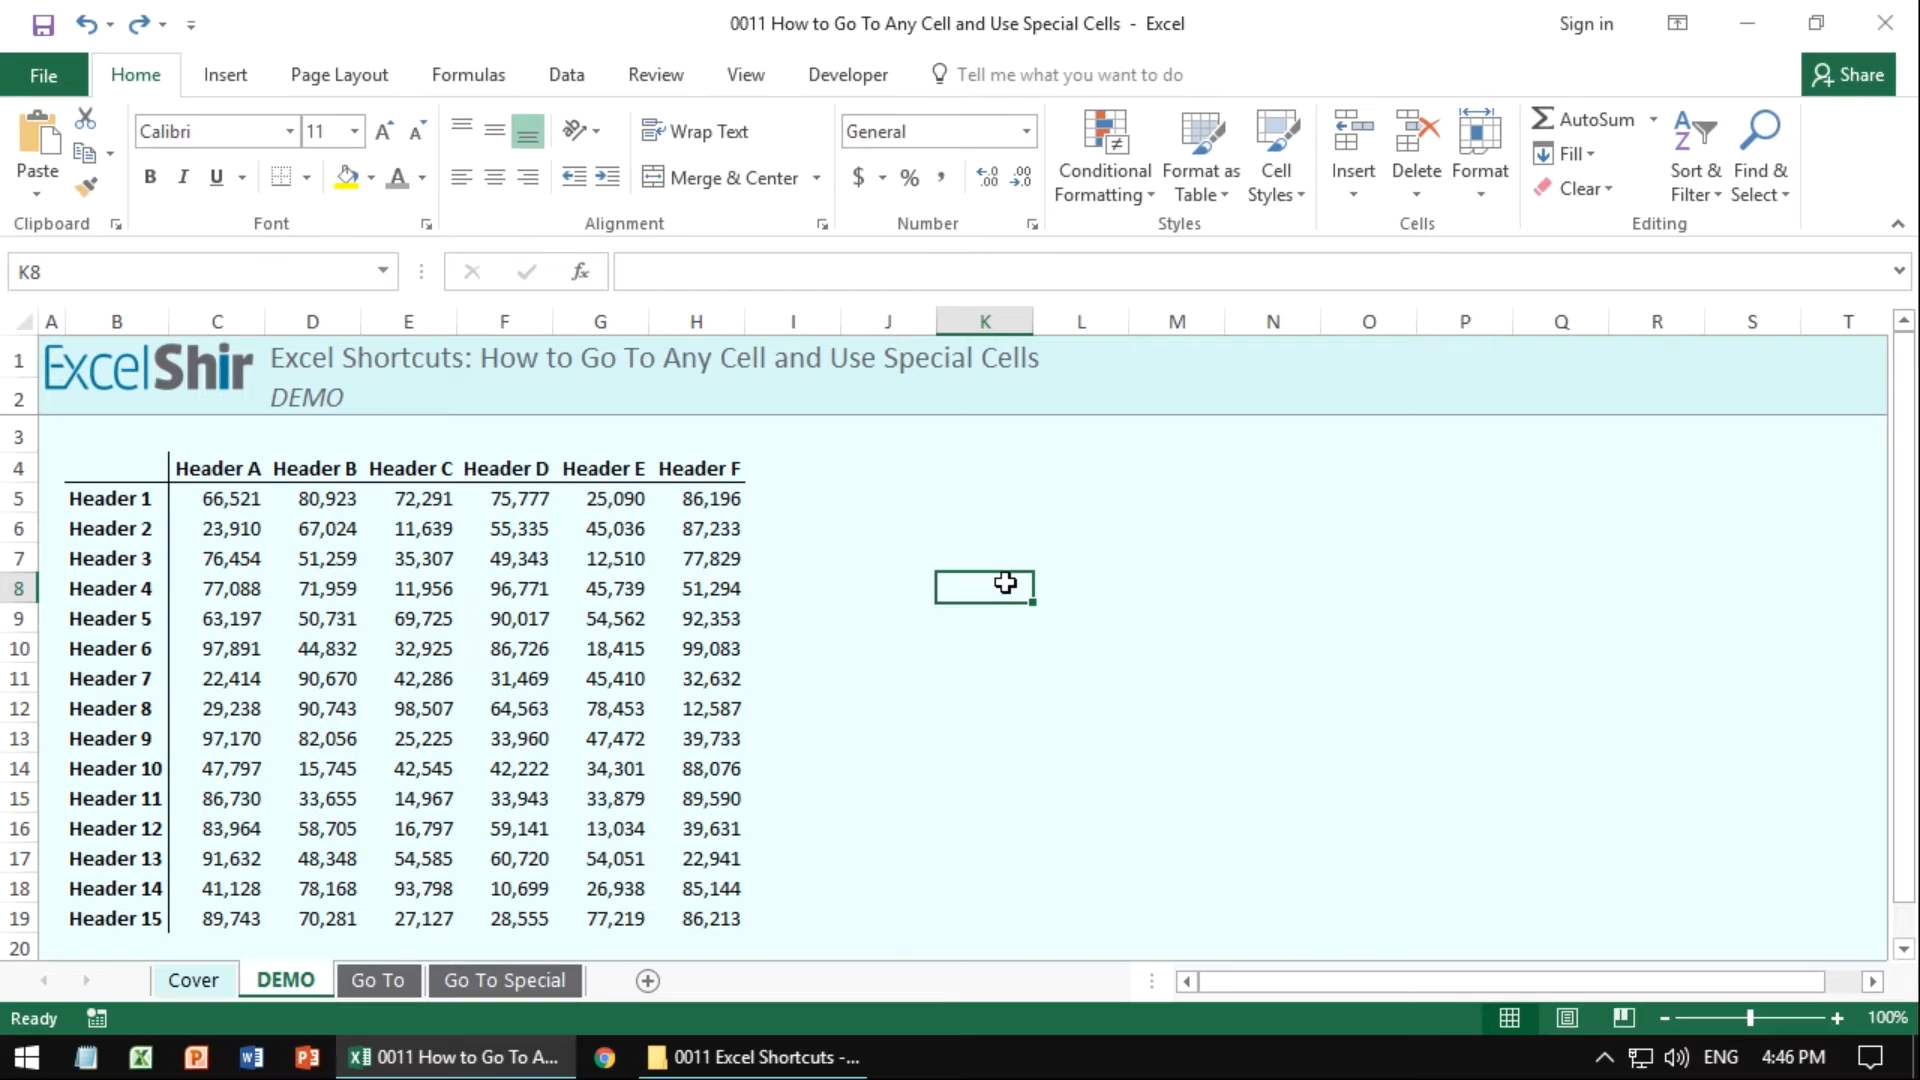 0011 How to Go To Any Cell and Use Special Cells - Excel
Sign in
File Home Insert Page Layout Formulas Data Review View Developer Tell me what you want to do Share
Calibri 11 Wrap Text General AutoSum
Fill
Paste Conditional Formatting Format as Table Cell Styles Insert Delete Format Sort & Filter Find & Select
B I U A Merge & Center $ % , Clear
Clipboard Font Alignment Number Styles Cells Editing
K8 fx
A B C D E F G H I J K L M N O P Q R S T
1 ExcelShir Excel Shortcuts: How to Go To Any Cell and Use Special Cells
2 DEMO
3
4 Header A Header B Header C Header D Header E Header F
5 Header 1 66,521 80,923 72,291 75,777 25,090 86,196
6 Header 2 23,910 67,024 11,639 55,335 45,036 87,233
7 Header 3 76,454 51,259 35,307 49,343 12,510 77,829
8 Header 4 77,088 71,959 11,956 96,771 45,739 51,294
9 Header 5 63,197 50,731 69,725 90,017 54,562 92,353
10 Header 6 97,891 44,832 32,925 86,726 18,415 99,083
11 Header 7 22,414 90,670 42,286 31,469 45,410 32,632
12 Header 8 29,238 90,743 98,507 64,563 78,453 12,587
13 Header 9 97,170 82,056 25,225 33,960 47,472 39,733
14 Header 10 47,797 15,745 42,545 42,222 34,301 88,076
15 Header 11 86,730 33,655 14,967 33,943 33,879 89,590
16 Header 12 83,964 58,705 16,797 59,141 13,034 39,631
17 Header 13 91,632 48,348 54,585 60,720 54,051 22,941
18 Header 14 41,128 78,168 93,798 10,699 26,938 85,144
19 Header 15 89,743 70,281 27,127 28,555 77,219 86,213
20
Cover DEMO Go To Go To Special
Ready 100%
0011 How to Go To A... 0011 Excel Shortcuts -... ENG 4:46 PM